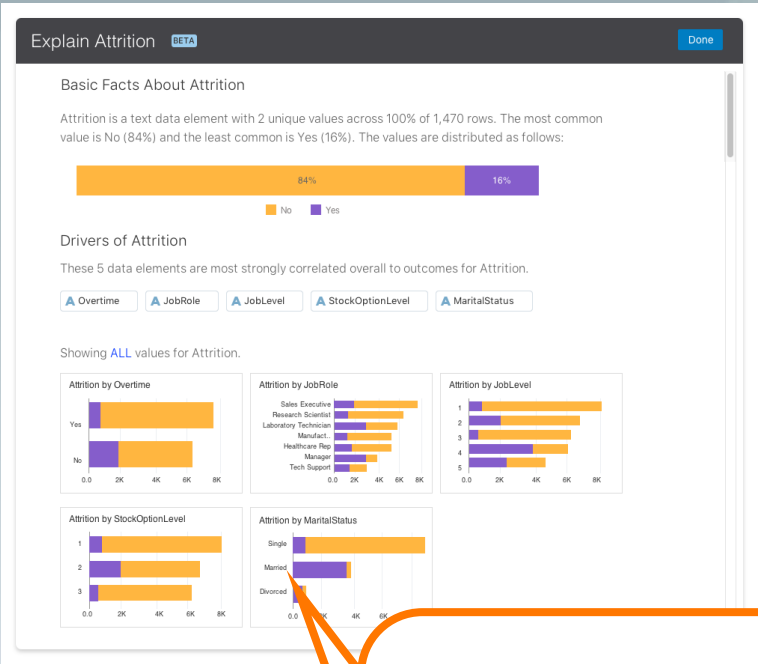 Explain Attrition BETA Done
Basic Facts About Attrition
Attrition is a text data element with 2 unique values across 100% of 1,470 rows. The most common
value is No (84%) and the least common is Yes (16%). The values are distributed as follows:
84% 16%
No Yes
Drivers of Attrition
These 5 data elements are most strongly correlated overall to outcomes for Attrition.
A Overtime A JobRole A JobLevel A StockOptionLevel A MaritalStatus
Showing ALL values for Attrition.
Attrition by Overtime
Yes
No
0.0 2K 4K 6K 8K
Attrition by JobRole
Sales Executive
Research Scientist
Laboratory Technician
Manufact..
Healthcare Rep
Manager
Tech Support
0.0 2K 4K 6K 8K
Attrition by JobLevel
1
2
3
4
5
0.0 2K 4K 6K 8K
Attrition by StockOptionLevel
1
2
3
0.0 2K 4K 6K 8K
Attrition by MaritalStatus
Single
Married
Divorced
0.0 4K 6K